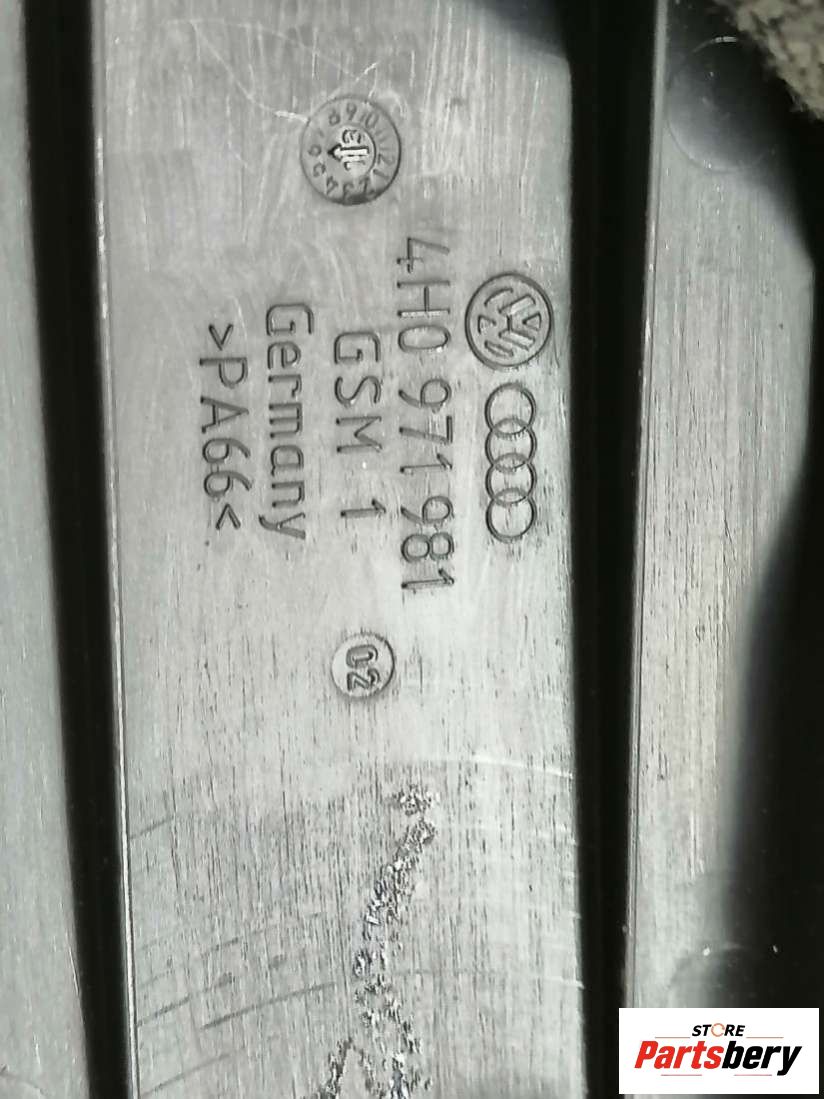 4H0 971 981
GSM 1
Germany
>PA66<
02
STORE
Partsbery